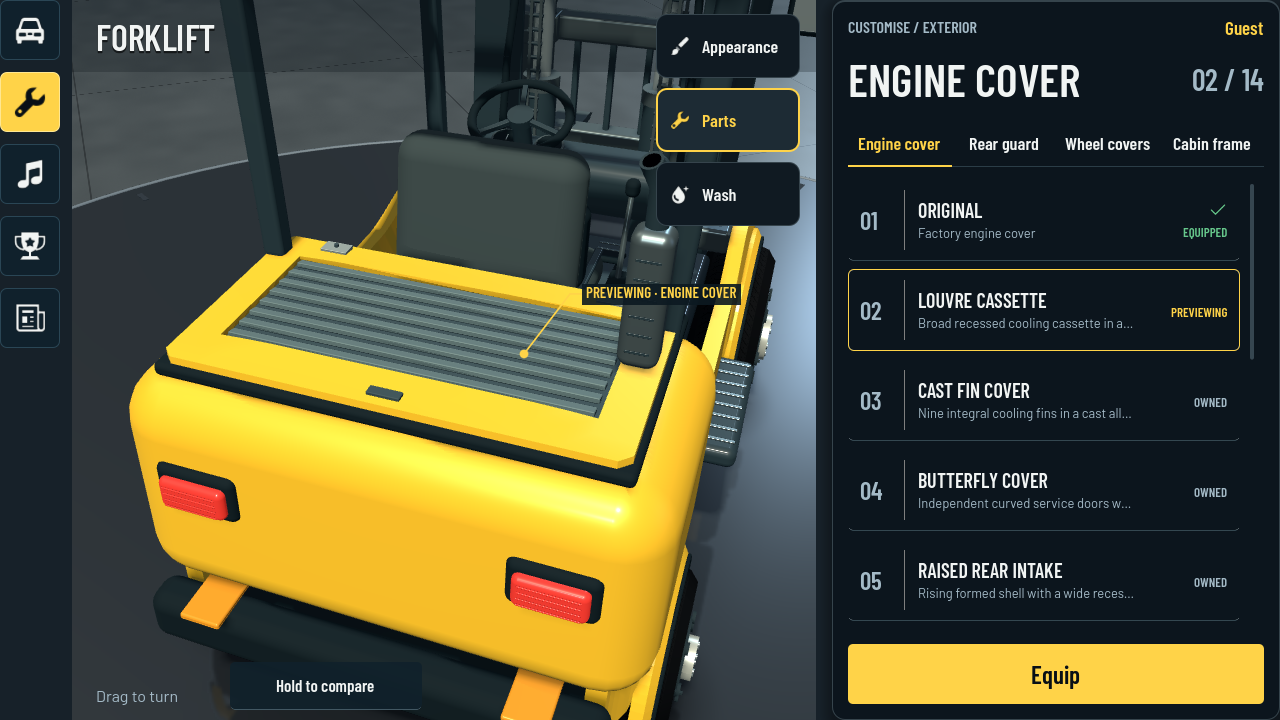 FORKLIFT
Appearance
Parts
Wash
PREVIEWING · ENGINE COVER
Drag to turn
Hold to compare
CUSTOMISE / EXTERIOR
Guest
ENGINE COVER
02 / 14
Engine cover
Rear guard
Wheel covers
Cabin frame
01
ORIGINAL
Factory engine cover
EQUIPPED
02
LOUVRE CASSETTE
Broad recessed cooling cassette in a...
PREVIEWING
03
CAST FIN COVER
Nine integral cooling fins in a cast all...
OWNED
04
BUTTERFLY COVER
Independent curved service doors w...
OWNED
05
RAISED REAR INTAKE
Rising formed shell with a wide reces...
OWNED
Equip